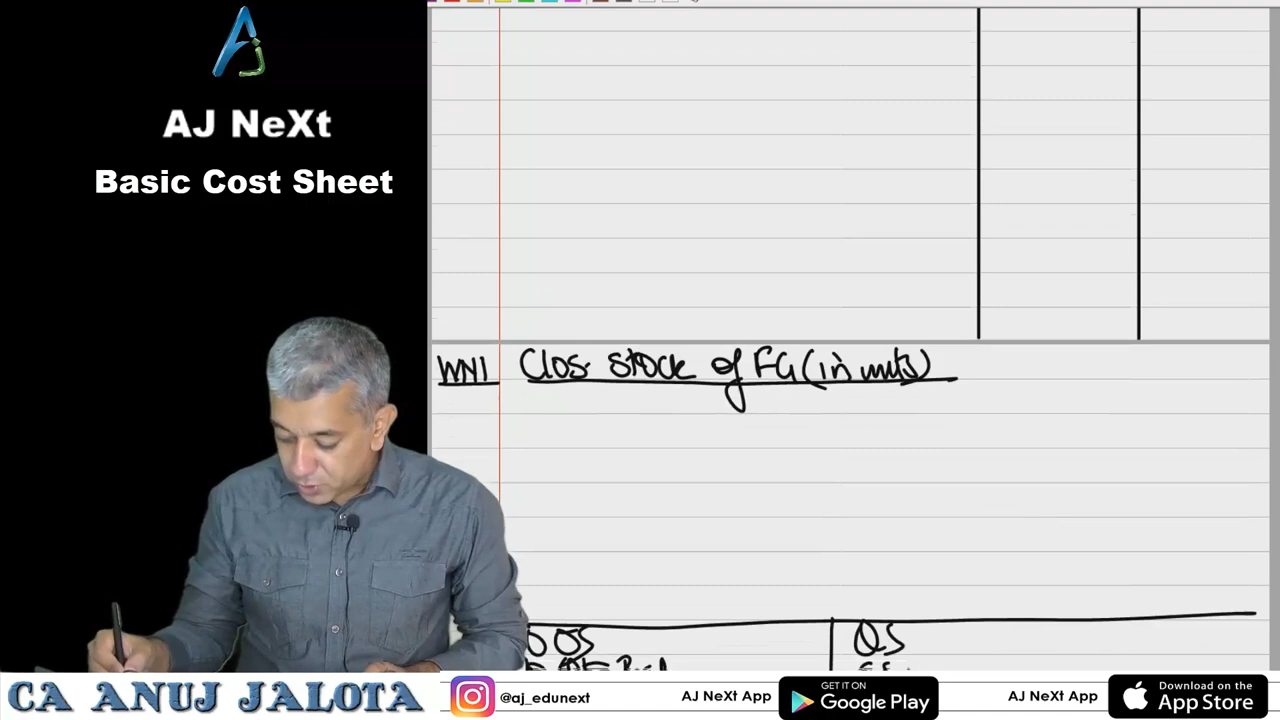 AJ NeXt
Basic Cost Sheet
WN1 Clos. stock of FG (in units)
OS
QS
CA ANUJ JALOTA
@aj_edunext
AJ NeXt App
GET IT ON
Google Play
AJ NeXt App
Download on the
App Store